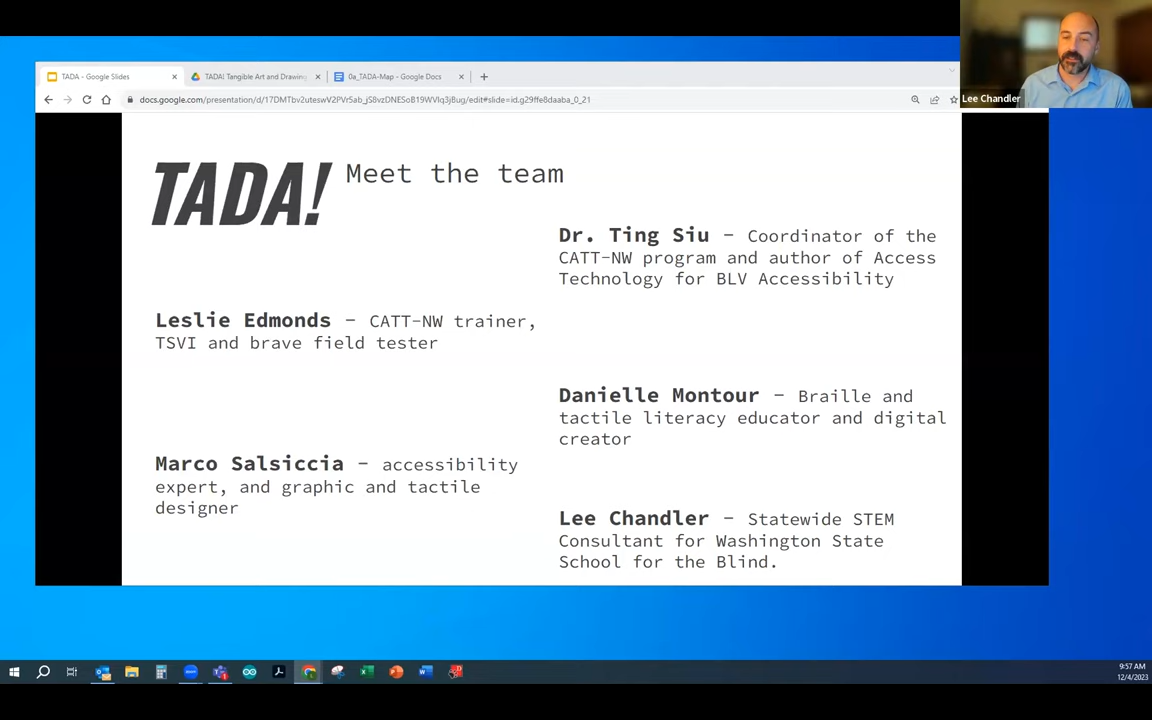 TADA - Google Slides
TADA! Tangible Art and Drawin
0a_TADA-Map - Google Docs
Lee Chandler
TADA! Meet the team
Dr. Ting Siu – Coordinator of the
CATT-NW program and author of Access
Technology for BLV Accessibility
Leslie Edmonds – CATT-NW trainer,
TSVI and brave field tester
Danielle Montour – Braille and
tactile literacy educator and digital
creator
Marco Salsiccia – accessibility
expert, and graphic and tactile
designer
Lee Chandler – Statewide STEM
Consultant for Washington State
School for the Blind.
9:57 AM
12/4/2023